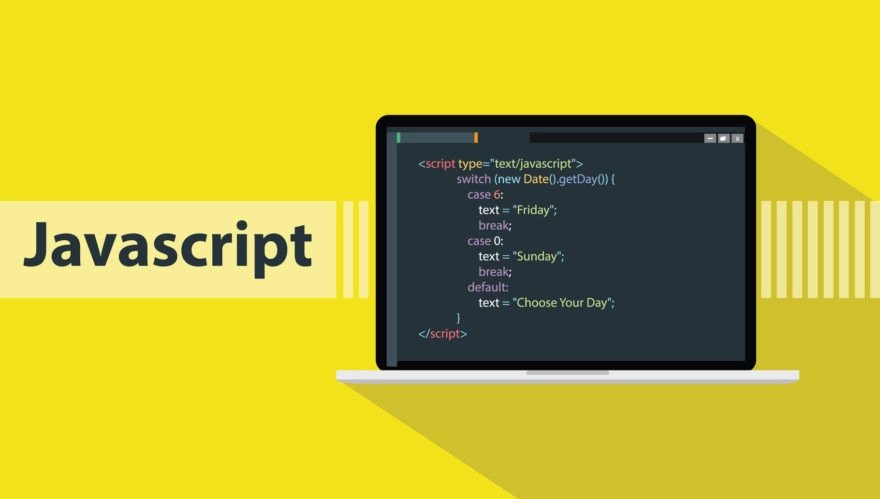 Javascript
<script type="text/javascript">
switch (new Date().getDay()) {
case 6:
text = "Friday";
break;
case 0:
text = "Sunday";
break;
default:
text = "Choose Your Day";
}
</script>